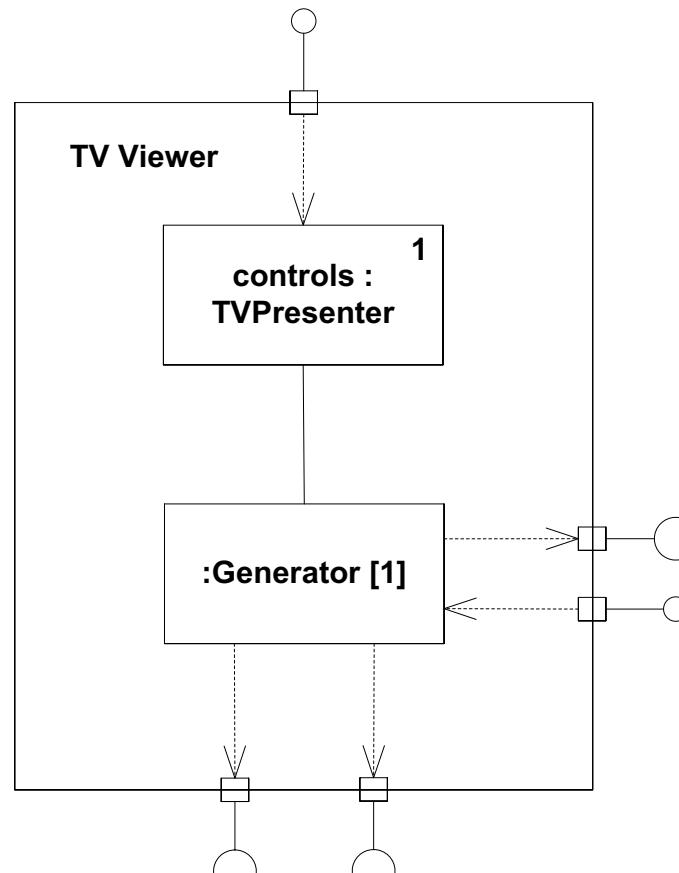 TV Viewer
1
controls :
TVPresenter
:Generator [1]